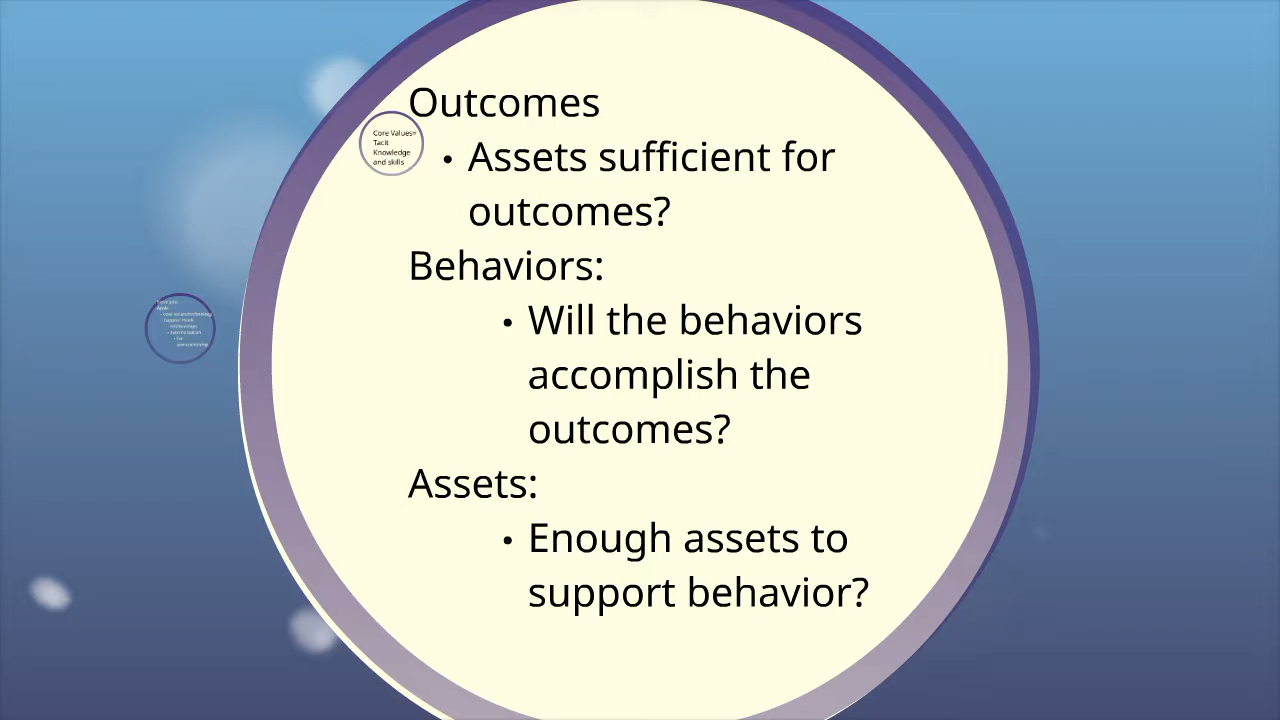 Outcomes
• Assets sufficient for
outcomes?
Behaviors:
• Will the behaviors
accomplish the
outcomes?
Assets:
• Enough assets to
support behavior?
Core Values=
Tacit
Knowledge
and skills